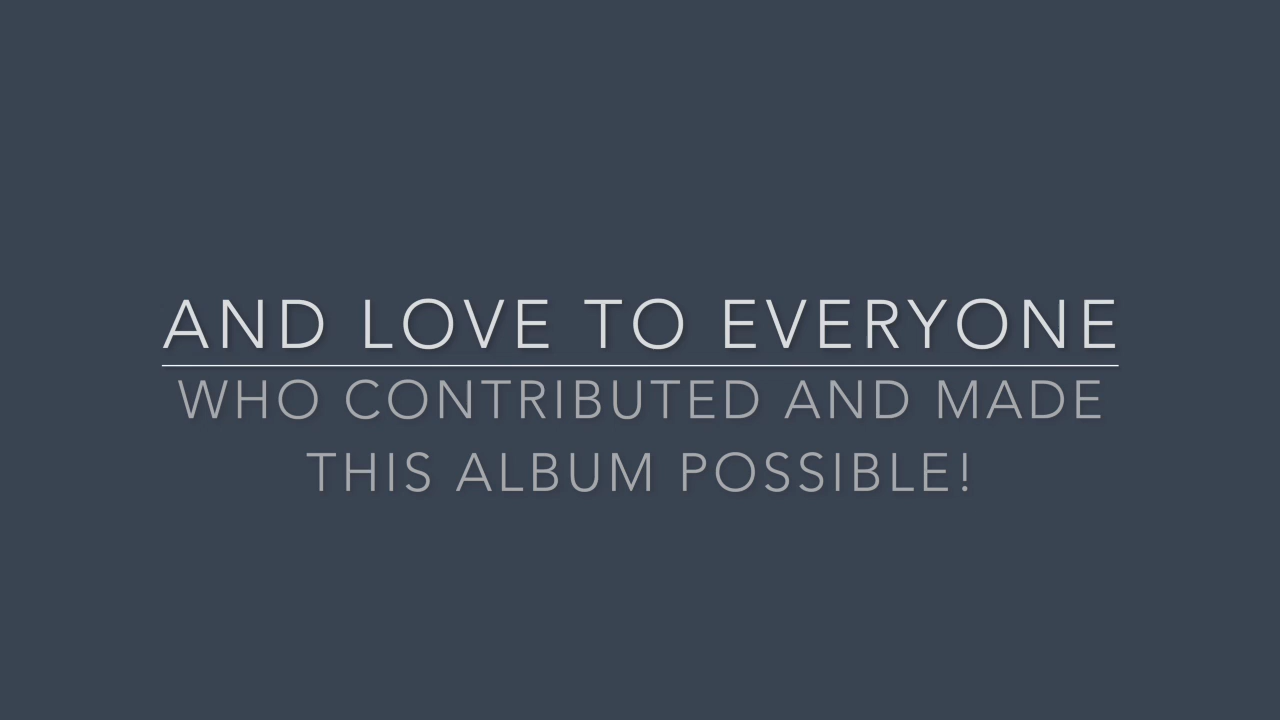 AND LOVE TO EVERYONE
WHO CONTRIBUTED AND MADE
THIS ALBUM POSSIBLE!